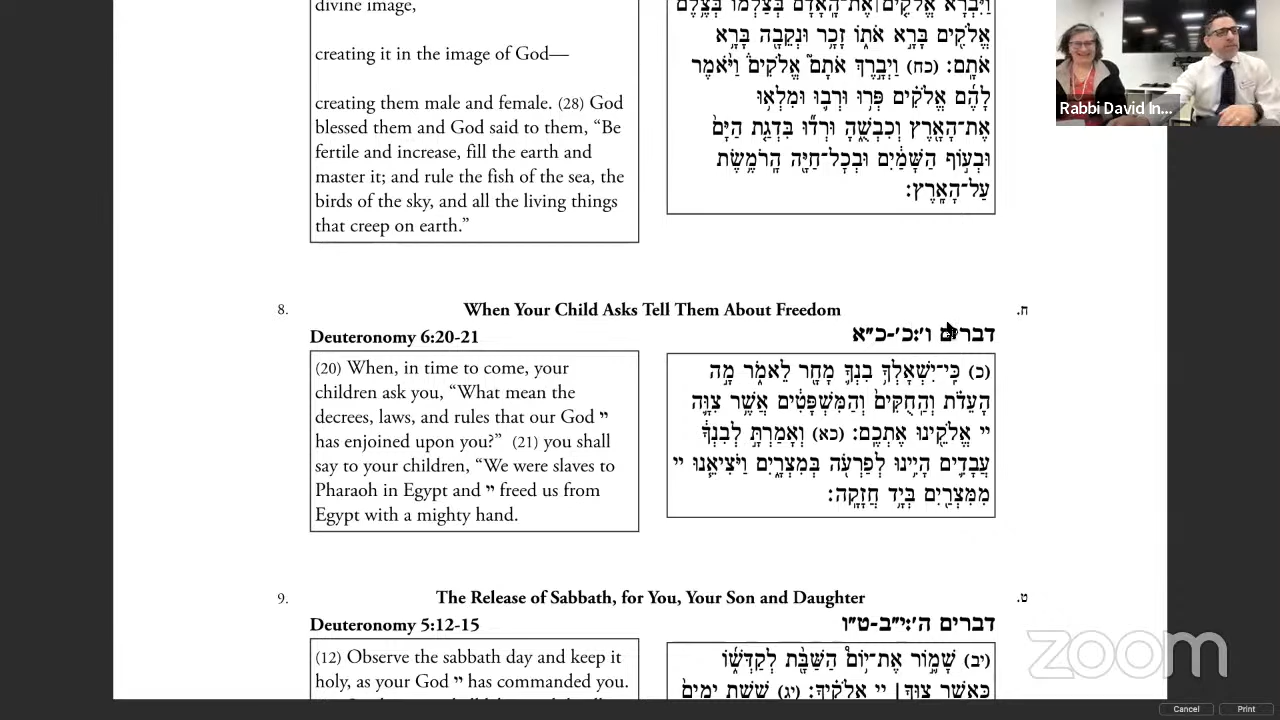 divine image,
creating it in the image of God—
creating them male and female. (28) God
blessed them and God said to them, “Be
fertile and increase, fill the earth and
master it; and rule the fish of the sea, the
birds of the sky, and all the living things
that creep on earth.”
וַיִּבְרָא אֱלֹקִים | אֶת־הָאָדָם בְּצַלְמוֹ בְּצֶלֶם
אֱלֹקִים בָּרָא אֹתוֹ זָכָר וּנְקֵבָה בָּרָא
אֹתָם׃ (כח) וַיְבָרֶךְ אֹתָם אֱלֹקִים וַיֹּאמֶר
לָהֶם אֱלֹקִים פְּרוּ וּרְבוּ וּמִלְאוּ
אֶת־הָאָרֶץ וְכִבְשֻׁהָ וּרְדוּ בִּדְגַת הַיָּם
וּבְעוֹף הַשָּׁמַיִם וּבְכׇל־חַיָּה הָרֹמֶשֶׂת
עַל־הָאָרֶץ׃
Rabbi David In...
8. When Your Child Asks Tell Them About Freedom ח.
Deuteronomy 6:20-21 דברים ו׳:כ׳-כ״א
(20) When, in time to come, your
children ask you, “What mean the
decrees, laws, and rules that our God יי
has enjoined upon you?” (21) you shall
say to your children, “We were slaves to
Pharaoh in Egypt and יי freed us from
Egypt with a mighty hand.
(כ) כִּי־יִשְׁאָלְךָ בִנְךָ מָחָר לֵאמֹר מָה
הָעֵדֹת וְהַחֻקִּים וְהַמִּשְׁפָּטִים אֲשֶׁר צִוָּה
יי אֱלֹקֵינוּ אֶתְכֶם׃ (כא) וְאָמַרְתָּ לְבִנְךָ
עֲבָדִים הָיִינוּ לְפַרְעֹה בְּמִצְרָיִם וַיּוֹצִיאֵנוּ יי
מִמִּצְרַיִם בְּיָד חֲזָקָה׃
9. The Release of Sabbath, for You, Your Son and Daughter ט.
Deuteronomy 5:12-15 דברים ה׳:י״ב-ט״ו
(12) Observe the sabbath day and keep it
holy, as your God יי has commanded you.
(יב) שָׁמוֹר אֶת־יוֹם הַשַּׁבָּת לְקַדְּשׁוֹ
כַּאֲשֶׁר צִוְּךָ | יי אֱלֹקֶיךָ׃ (יג) שֵׁשֶׁת יָמִים
zoom
Cancel
Print